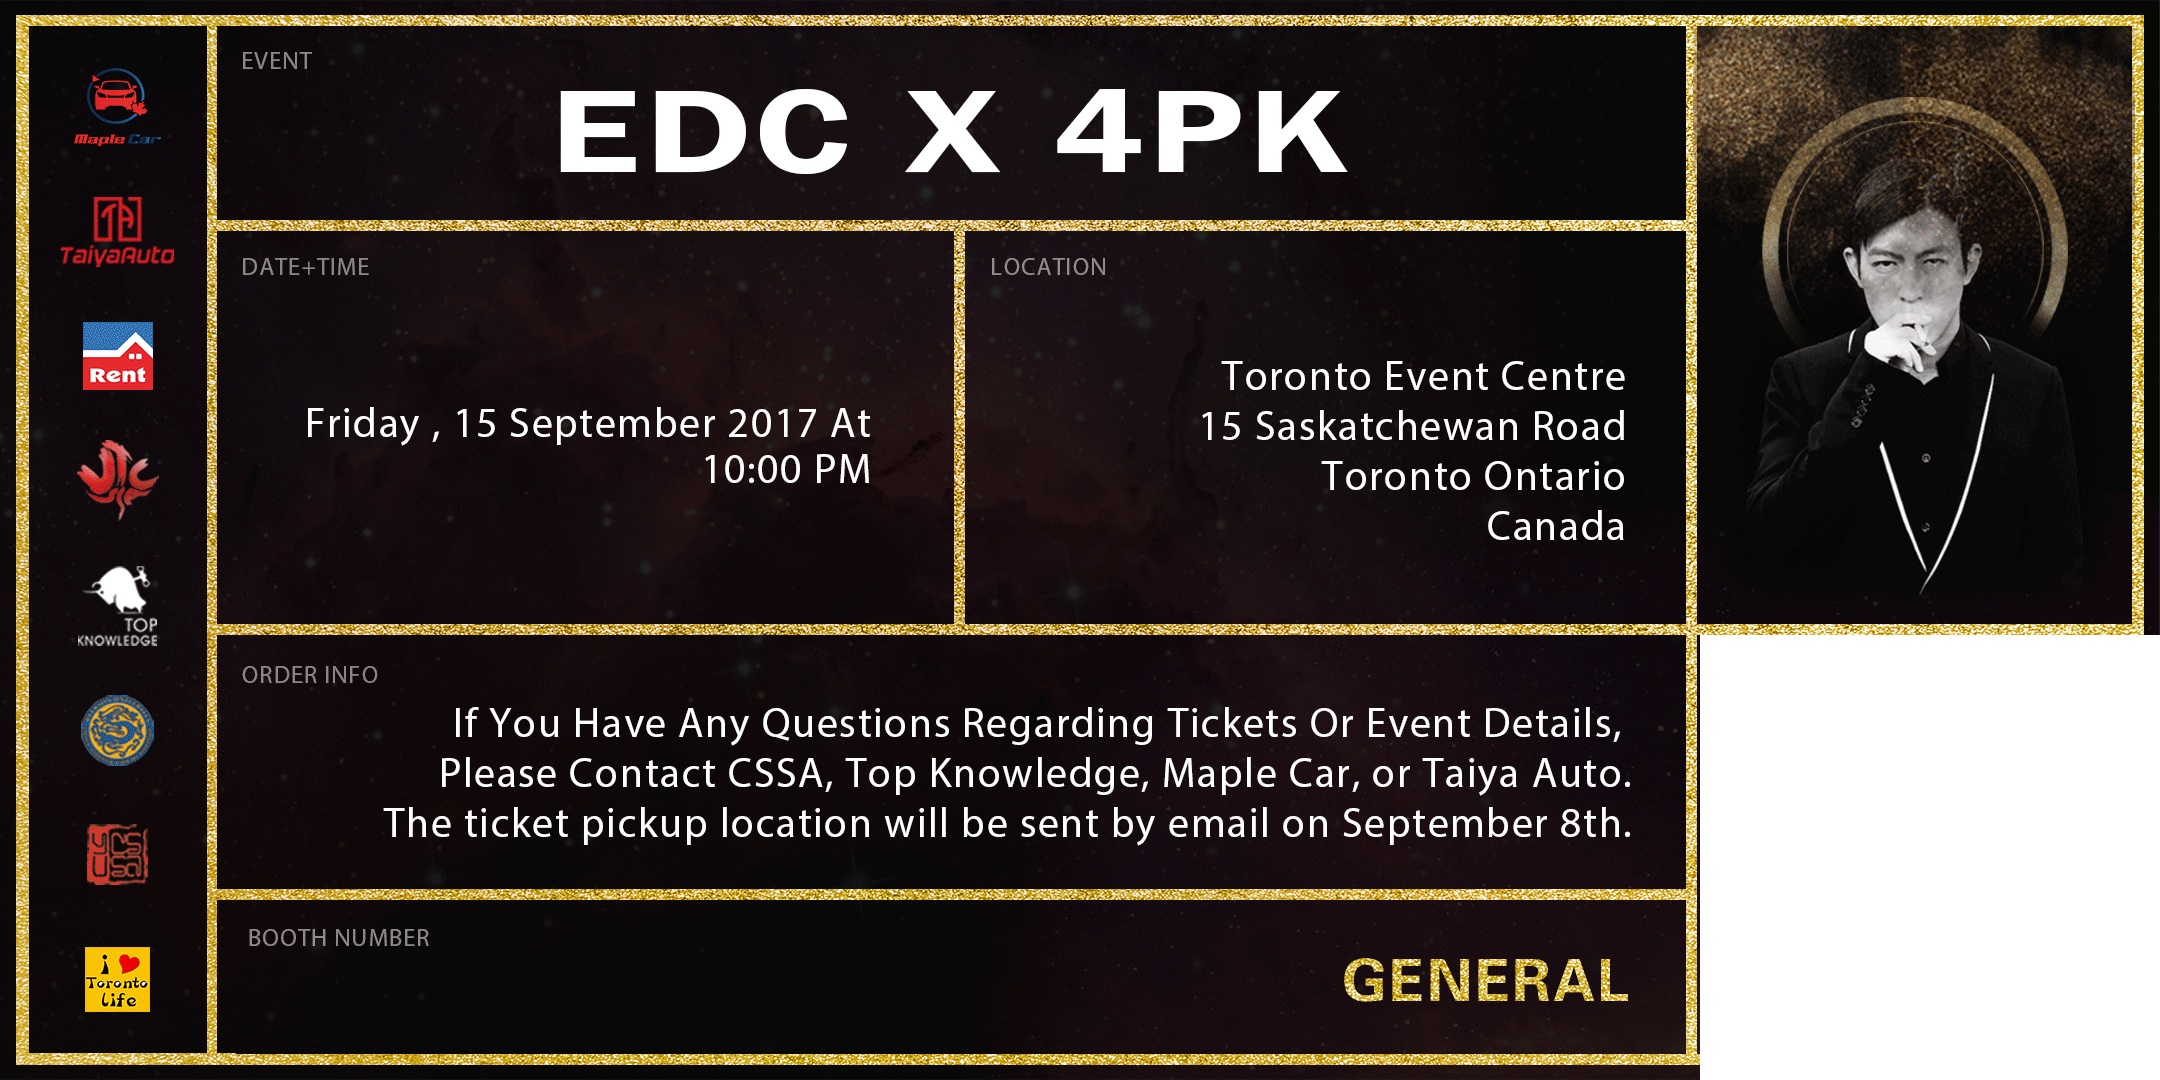 Maple Car
TaiyaAuto
Rent
TOP
KNOWLEDGE
i
Toronto
Life
EVENT
EDC X 4PK
DATE+TIME
Friday , 15 September 2017 At
10:00 PM
LOCATION
Toronto Event Centre
15 Saskatchewan Road
Toronto Ontario
Canada
ORDER INFO
If You Have Any Questions Regarding Tickets Or Event Details,
Please Contact CSSA, Top Knowledge, Maple Car, or Taiya Auto.
The ticket pickup location will be sent by email on September 8th.
BOOTH NUMBER
GENERAL